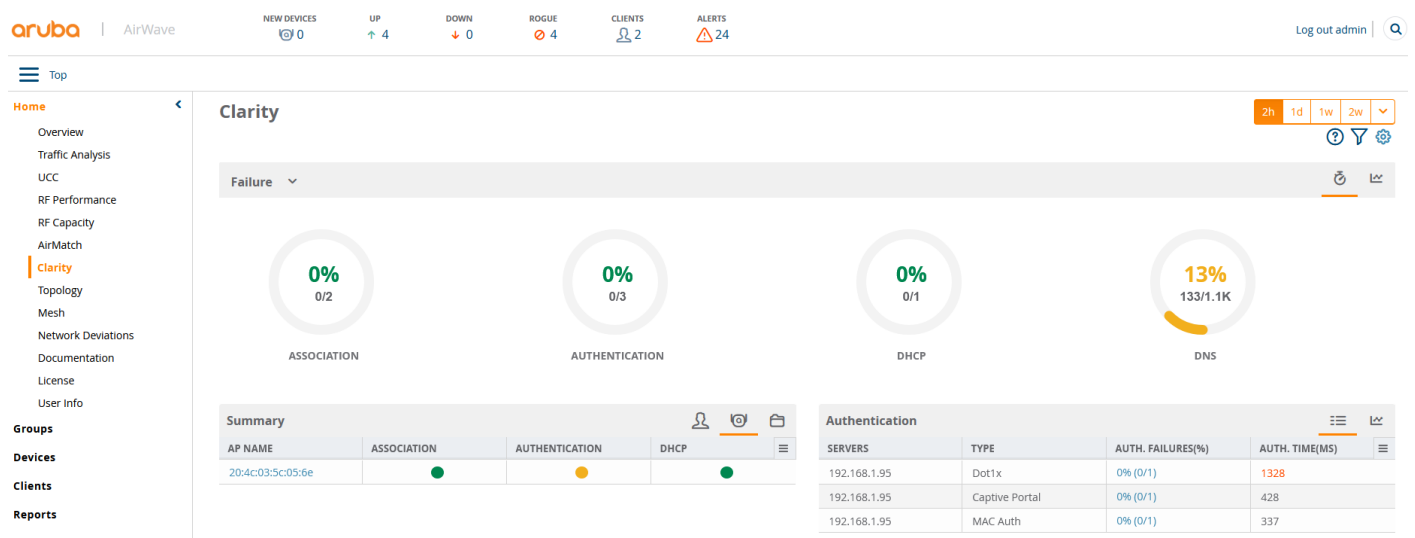 aruba | AirWave
NEW DEVICES UP DOWN ROGUE CLIENTS ALERTS
0 4 0 4 2 24
Log out admin
Top
Home
Overview
Traffic Analysis
UCC
RF Performance
RF Capacity
AirMatch
Clarity
Topology
Mesh
Network Deviations
Documentation
License
User Info
Groups
Devices
Clients
Reports
Clarity
2h 1d 1w 2w
Failure
0% 0% 0% 13%
0/2 0/3 0/1 133/1.1K
ASSOCIATION AUTHENTICATION DHCP DNS
Summary
AP NAME ASSOCIATION AUTHENTICATION DHCP
20:4c:03:5c:05:6e
Authentication
SERVERS TYPE AUTH. FAILURES(%) AUTH. TIME(MS)
192.168.1.95 Dot1x 0% (0/1) 1328
192.168.1.95 Captive Portal 0% (0/1) 428
192.168.1.95 MAC Auth 0% (0/1) 337